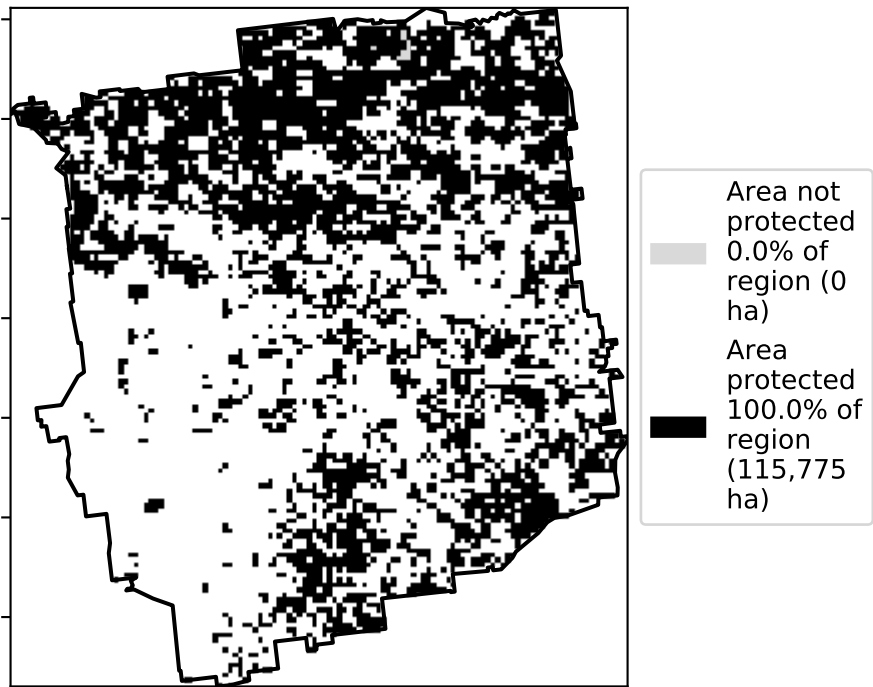 Area not
protected
0.0% of
region (0
ha)
Area
protected
100.0% of
region
(115,775
ha)